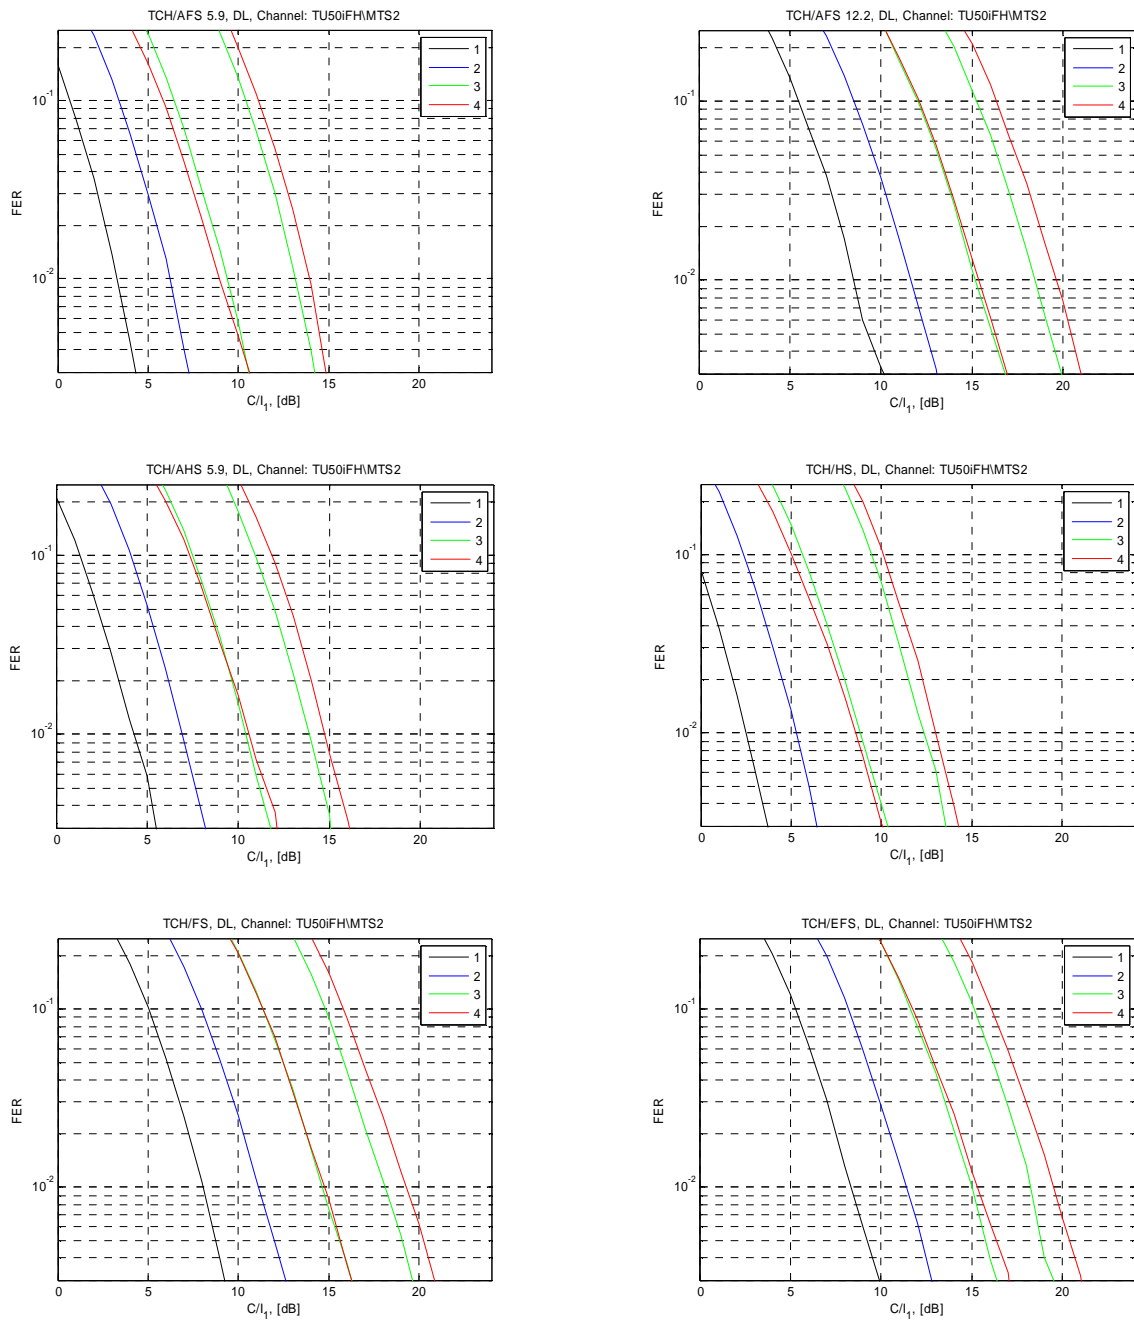 TCH/AFS 5.9, DL, Channel: TU50iFH\MTS2
1
2
3
4
FER
10^-1
10^-2
0 5 10 15 20
C/I_1, [dB]
TCH/AFS 12.2, DL, Channel: TU50iFH\MTS2
1
2
3
4
FER
10^-1
10^-2
0 5 10 15 20
C/I_1, [dB]
TCH/AHS 5.9, DL, Channel: TU50iFH\MTS2
1
2
3
4
FER
10^-1
10^-2
0 5 10 15 20
C/I_1, [dB]
TCH/HS, DL, Channel: TU50iFH\MTS2
1
2
3
4
FER
10^-1
10^-2
0 5 10 15 20
C/I_1, [dB]
TCH/FS, DL, Channel: TU50iFH\MTS2
1
2
3
4
FER
10^-1
10^-2
0 5 10 15 20
C/I_1, [dB]
TCH/EFS, DL, Channel: TU50iFH\MTS2
1
2
3
4
FER
10^-1
10^-2
0 5 10 15 20
C/I_1, [dB]